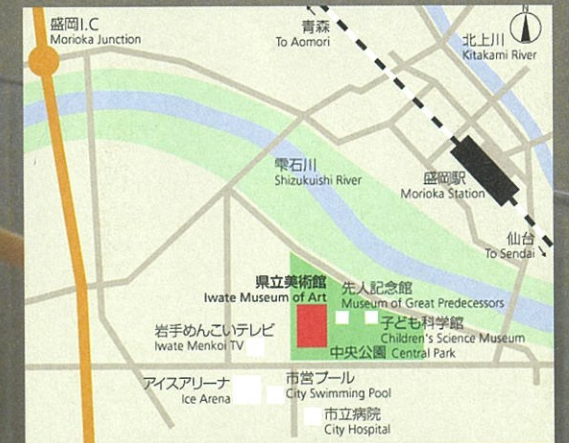 盛岡I.C
Morioka Junction
青森
To Aomori
N
北上川
Kitakami River
雫石川
Shizukuishi River
盛岡駅
Morioka Station
仙台
To Sendai
県立美術館
Iwate Museum of Art
先人記念館
Museum of Great Predecessors
子ども科学館
Children's Science Museum
岩手めんこいテレビ
Iwate Menkoi TV
中央公園 Central Park
アイスアリーナ
Ice Arena
市営プール
City Swimming Pool
市立病院
City Hospital